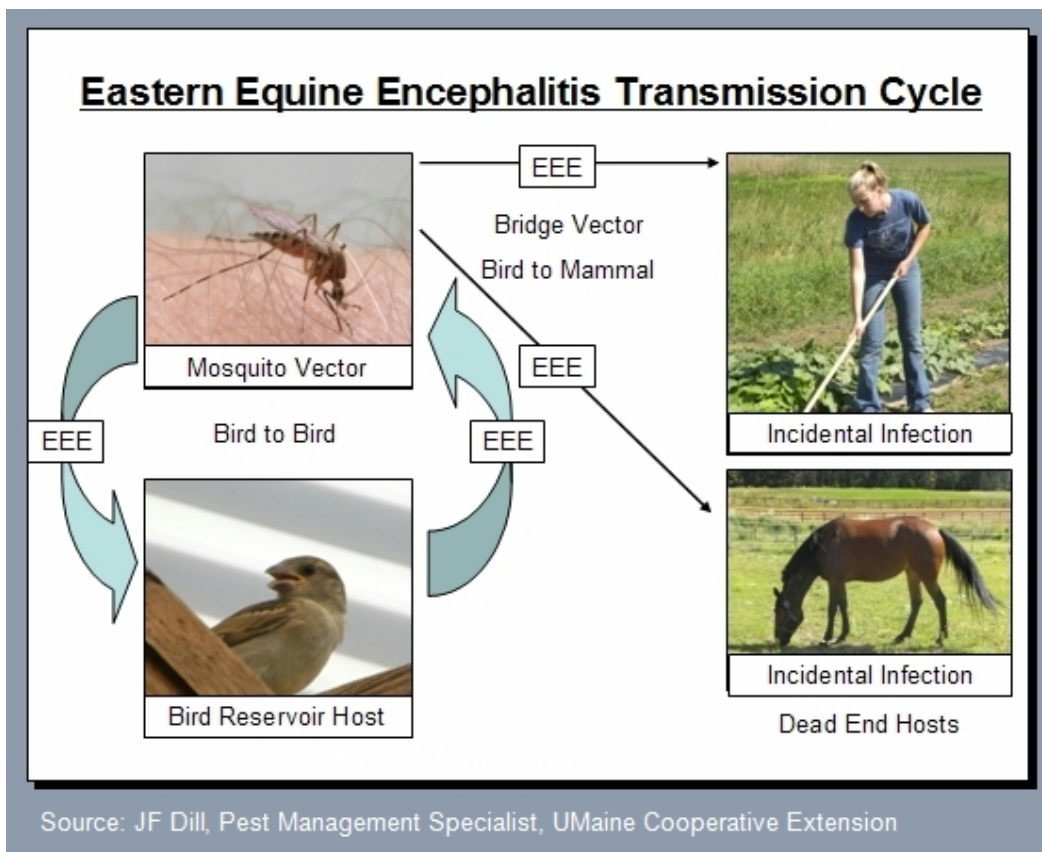 Eastern Equine Encephalitis Transmission Cycle
EEE
Bridge Vector
Bird to Mammal
Mosquito Vector
EEE
EEE
Bird to Bird
EEE
Incidental Infection
Bird Reservoir Host
Incidental Infection
Dead End Hosts
Source: JF Dill, Pest Management Specialist, UMaine Cooperative Extension